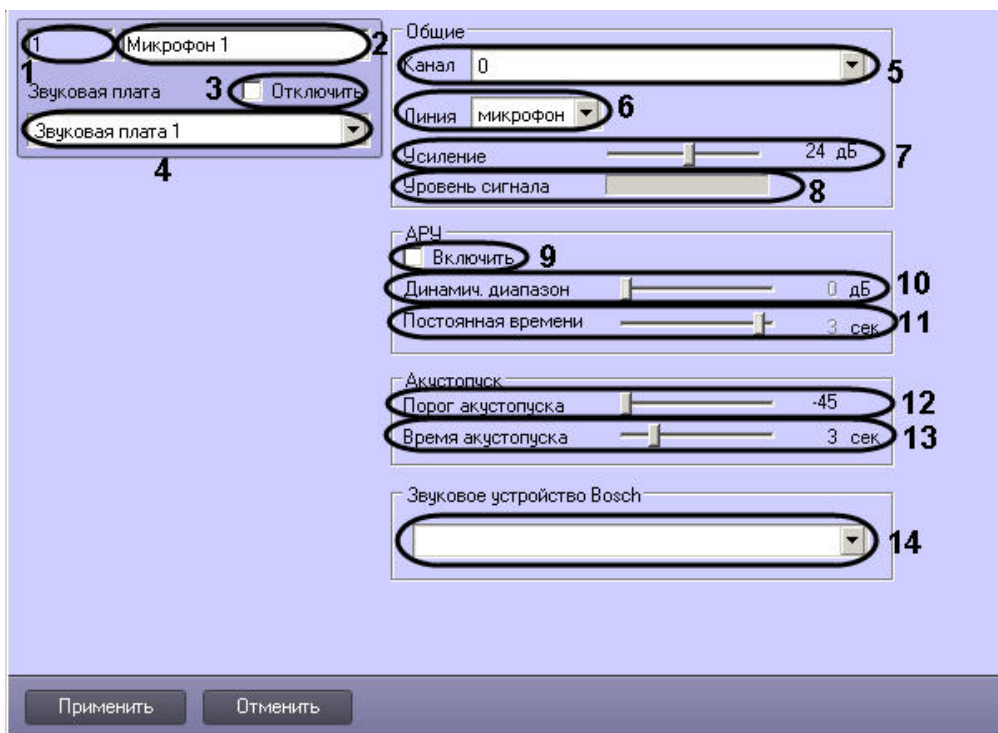 1 Микрофон 1 2
1
Звуковая плата 3 Отключить
Звуковая плата 1
4
Общие
Канал 0 5
Линия микрофон 6
Усиление 24 дБ 7
Уровень сигнала 8
АРУ
Включить 9
Динамич. диапазон 0 дБ 10
Постоянная времени 3 сек 11
Акустопуск
Порог акустопуска -45 12
Время акустопуска 3 сек 13
Звуковое устройство Bosch
14
Применить Отменить